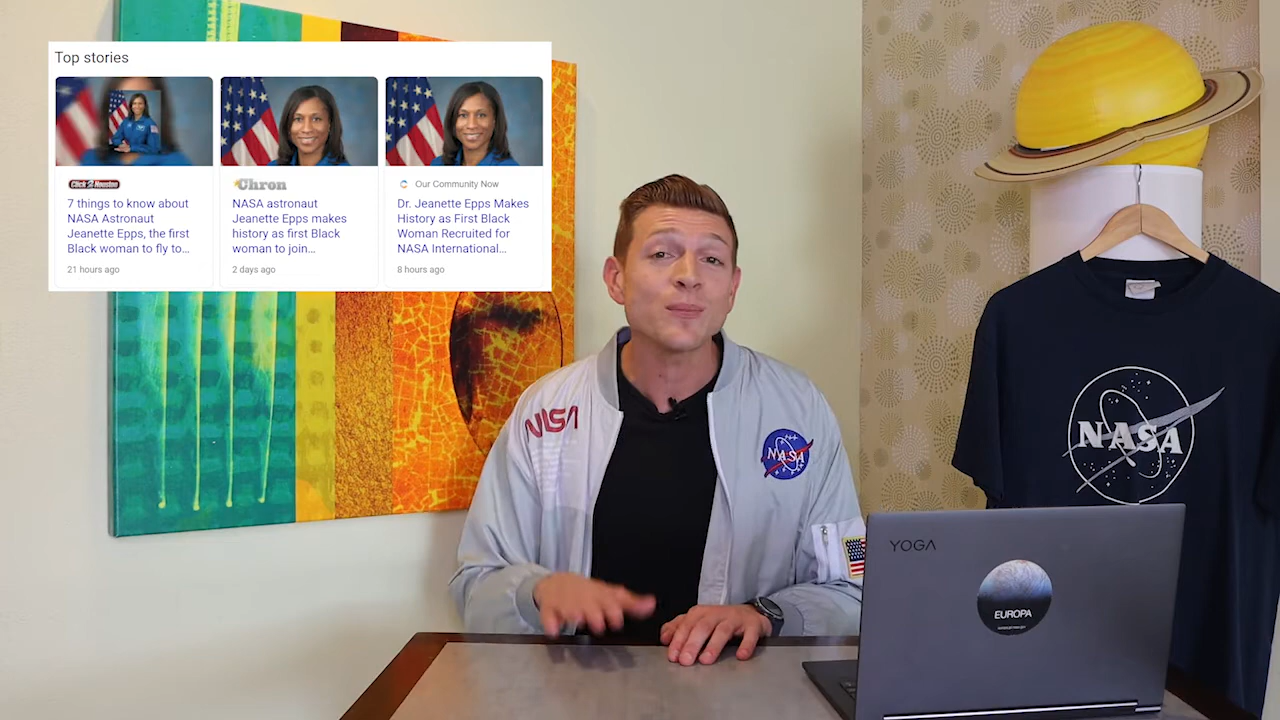 Top stories
Click 2 Houston
7 things to know about
NASA Astronaut
Jeanette Epps, the first
Black woman to fly to...
21 hours ago
Chron
NASA astronaut
Jeanette Epps makes
history as first Black
woman to join...
2 days ago
Our Community Now
Dr. Jeanette Epps Makes
History as First Black
Woman Recruited for
NASA International...
8 hours ago
NASA
NASA
NASA
YOGA
EUROPA